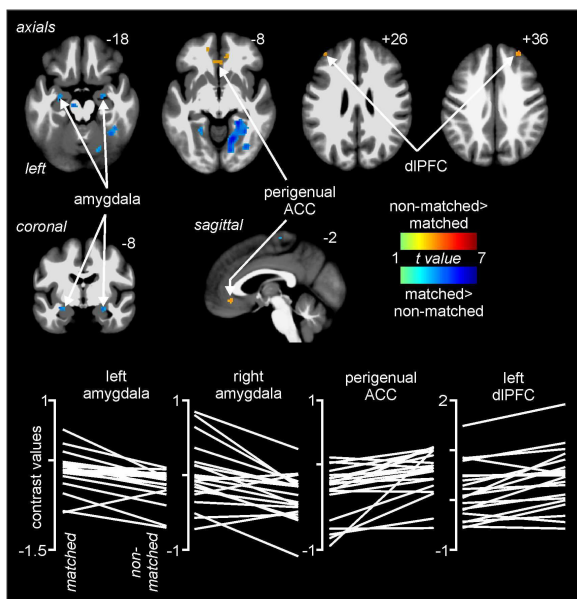 axials
-18
-8
+26
+36
left
amygdala
perigenual
ACC
dlPFC
coronal
-8
sagittal
-2
non-matched>
matched
1 t value 7
matched>
non-matched
left
amygdala
right
amygdala
perigenual
ACC
left
dlPFC
1
1
1
2
contrast values
-1.5
-1
-1
-1
matched
non-
matched